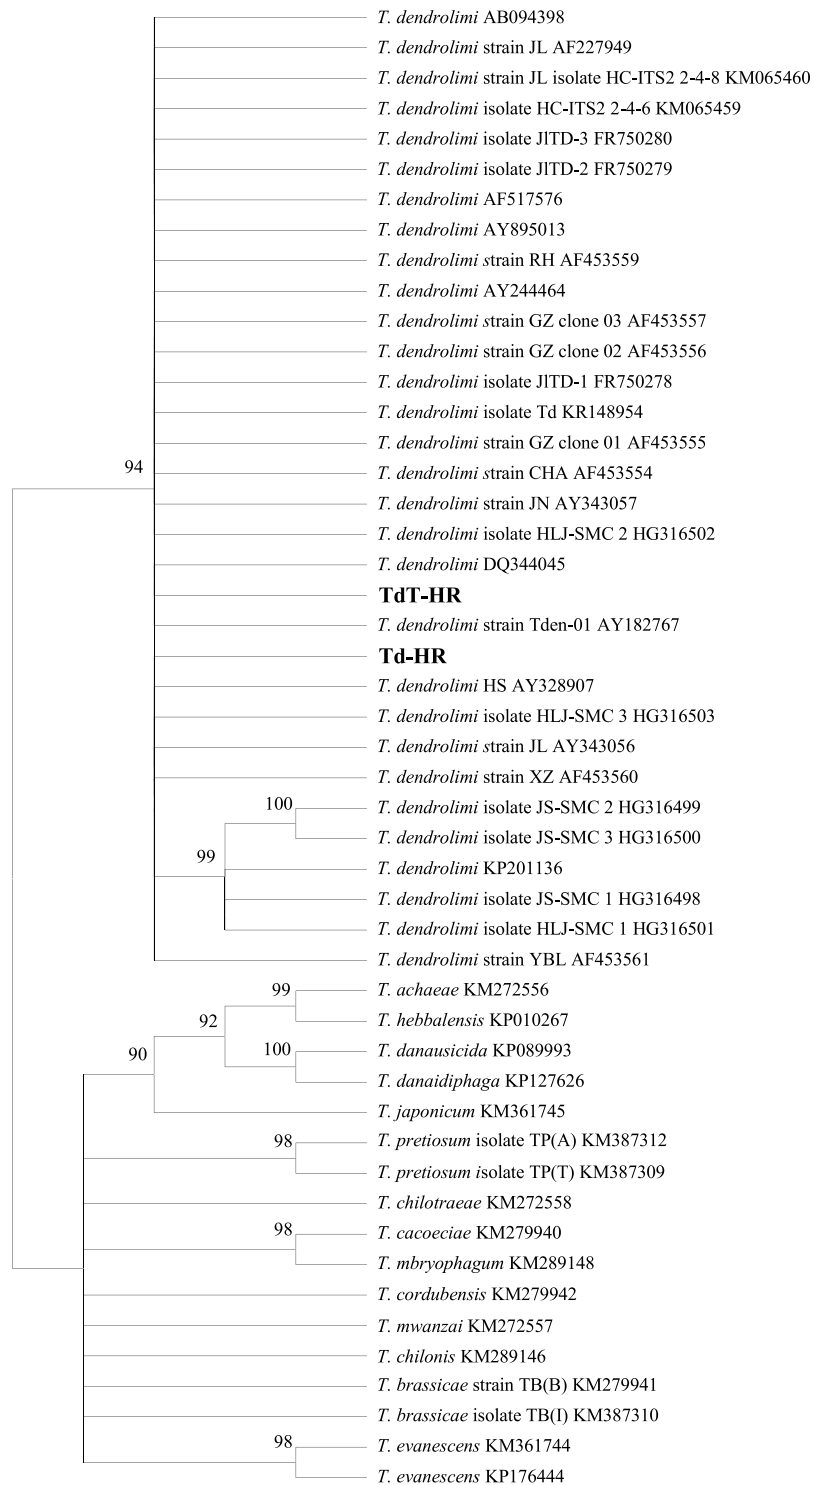 T. dendrolimi AB094398
T. dendrolimi strain JL AF227949
T. dendrolimi strain JL isolate HC-ITS2 2-4-8 KM065460
T. dendrolimi isolate HC-ITS2 2-4-6 KM065459
T. dendrolimi isolate JlTD-3 FR750280
T. dendrolimi isolate JlTD-2 FR750279
T. dendrolimi AF517576
T. dendrolimi AY895013
T. dendrolimi strain RH AF453559
T. dendrolimi AY244464
T. dendrolimi strain GZ clone 03 AF453557
T. dendrolimi strain GZ clone 02 AF453556
T. dendrolimi isolate JlTD-1 FR750278
T. dendrolimi isolate Td KR148954
T. dendrolimi strain GZ clone 01 AF453555
94
T. dendrolimi strain CHA AF453554
T. dendrolimi strain JN AY343057
T. dendrolimi isolate HLJ-SMC 2 HG316502
T. dendrolimi DQ344045
TdT-HR
T. dendrolimi strain Tden-01 AY182767
Td-HR
T. dendrolimi HS AY328907
T. dendrolimi isolate HLJ-SMC 3 HG316503
T. dendrolimi strain JL AY343056
T. dendrolimi strain XZ AF453560
100
T. dendrolimi isolate JS-SMC 2 HG316499
T. dendrolimi isolate JS-SMC 3 HG316500
99
T. dendrolimi KP201136
T. dendrolimi isolate JS-SMC 1 HG316498
T. dendrolimi isolate HLJ-SMC 1 HG316501
T. dendrolimi strain YBL AF453561
99
T. achaeae KM272556
92
T. hebbalensis KP010267
90
100
T. danausicida KP089993
T. danaidiphaga KP127626
T. japonicum KM361745
98
T. pretiosum isolate TP(A) KM387312
T. pretiosum isolate TP(T) KM387309
T. chilotraeae KM272558
98
T. cacoeciae KM279940
T. mbryophagum KM289148
T. cordubensis KM279942
T. mwanzai KM272557
T. chilonis KM289146
T. brassicae strain TB(B) KM279941
T. brassicae isolate TB(I) KM387310
98
T. evanescens KM361744
T. evanescens KP176444